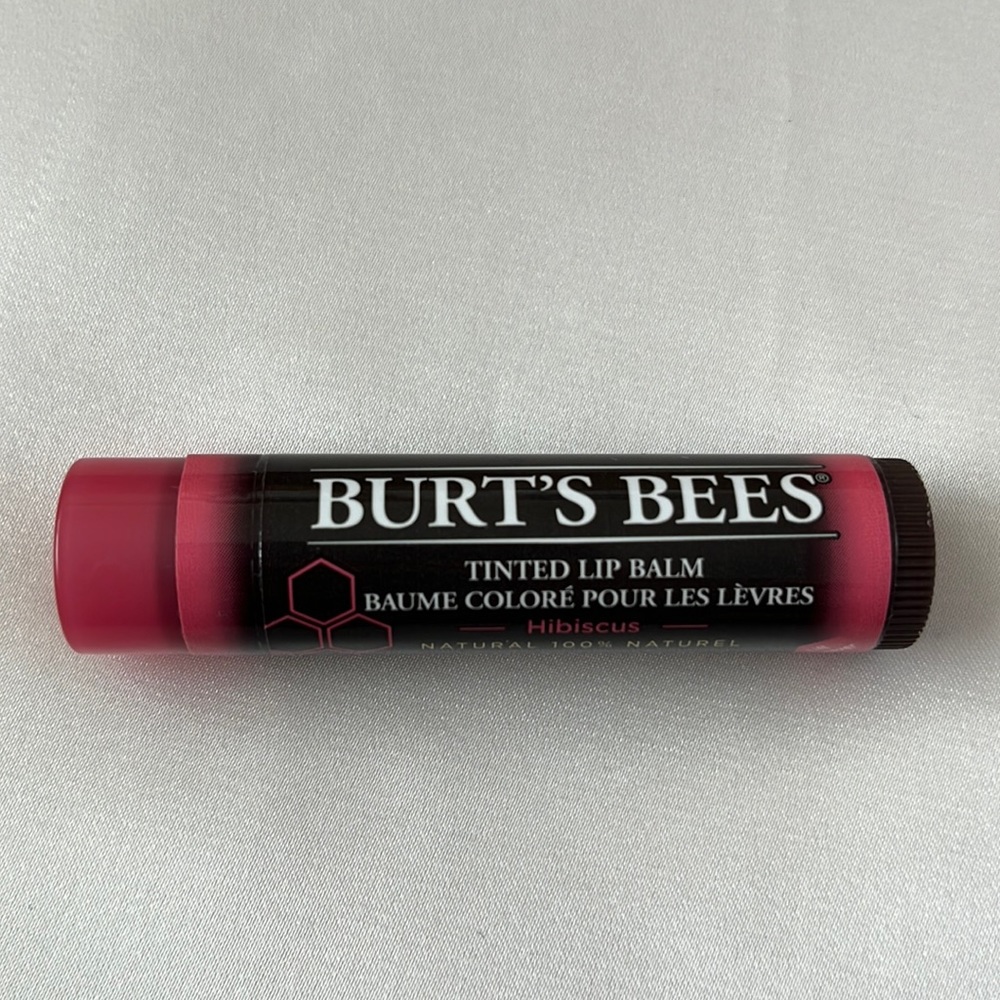 BURT'S BEES®
TINTED LIP BALM
BAUME COLORÉ POUR LES LÈVRES
Hibiscus
NATURAL 100% NATUREL